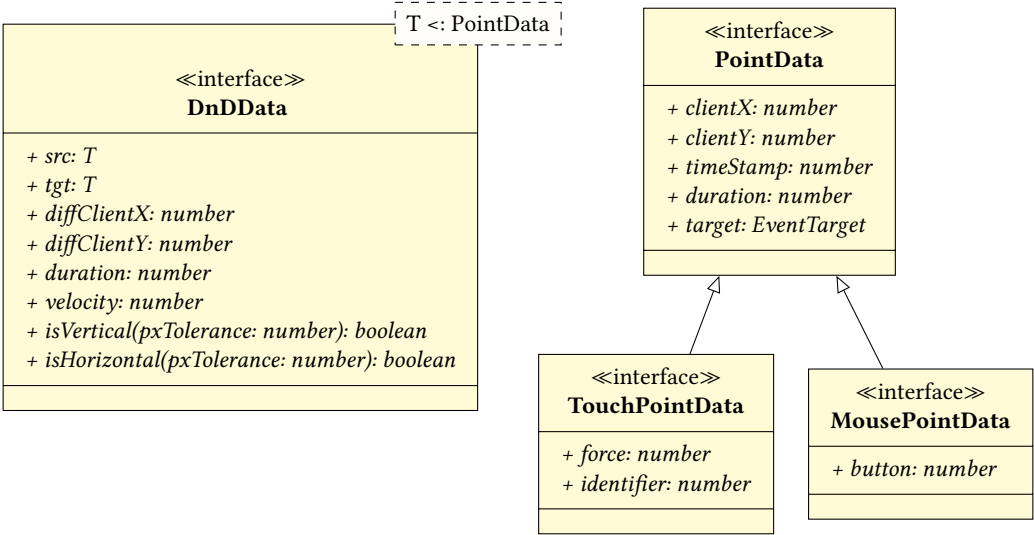 T <: PointData
≪interface≫
DnDData
+ src: T
+ tgt: T
+ diffClientX: number
+ diffClientY: number
+ duration: number
+ velocity: number
+ isVertical(pxTolerance: number): boolean
+ isHorizontal(pxTolerance: number): boolean
≪interface≫
PointData
+ clientX: number
+ clientY: number
+ timeStamp: number
+ duration: number
+ target: EventTarget
≪interface≫
TouchPointData
+ force: number
+ identifier: number
≪interface≫
MousePointData
+ button: number